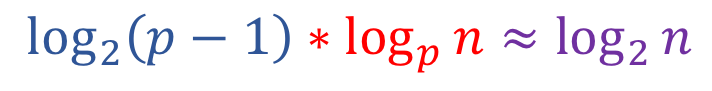 log₂(p − 1) * logₚ n ≈ log₂ n